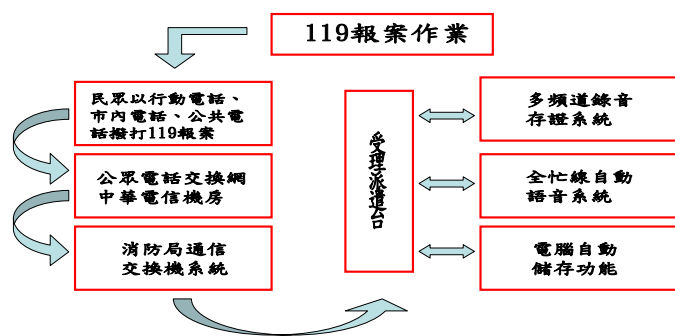 119報案作業
民眾以行動電話、
市內電話、公共電
話撥打119報案
公眾電話交換網
中華電信機房
消防局通信
交換機系統
受理派遣台
多頻道錄音
存證系統
全忙線自動
語音系統
電腦自動
儲存功能